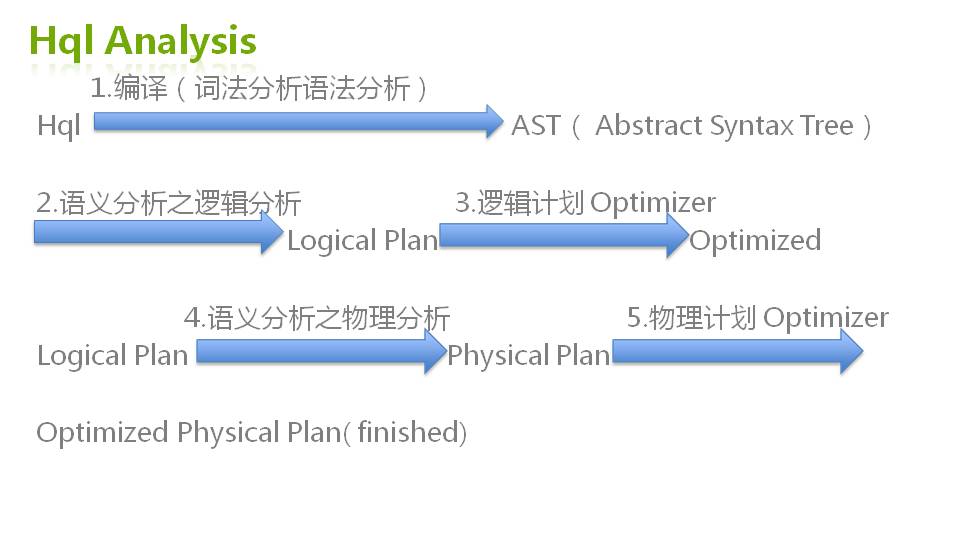 Hql Analysis
1.编译（词法分析语法分析）
Hql AST（ Abstract Syntax Tree）
2.语义分析之逻辑分析 3.逻辑计划 Optimizer
Logical Plan Optimized
4.语义分析之物理分析 5.物理计划 Optimizer
Logical Plan Physical Plan
Optimized Physical Plan( finished)